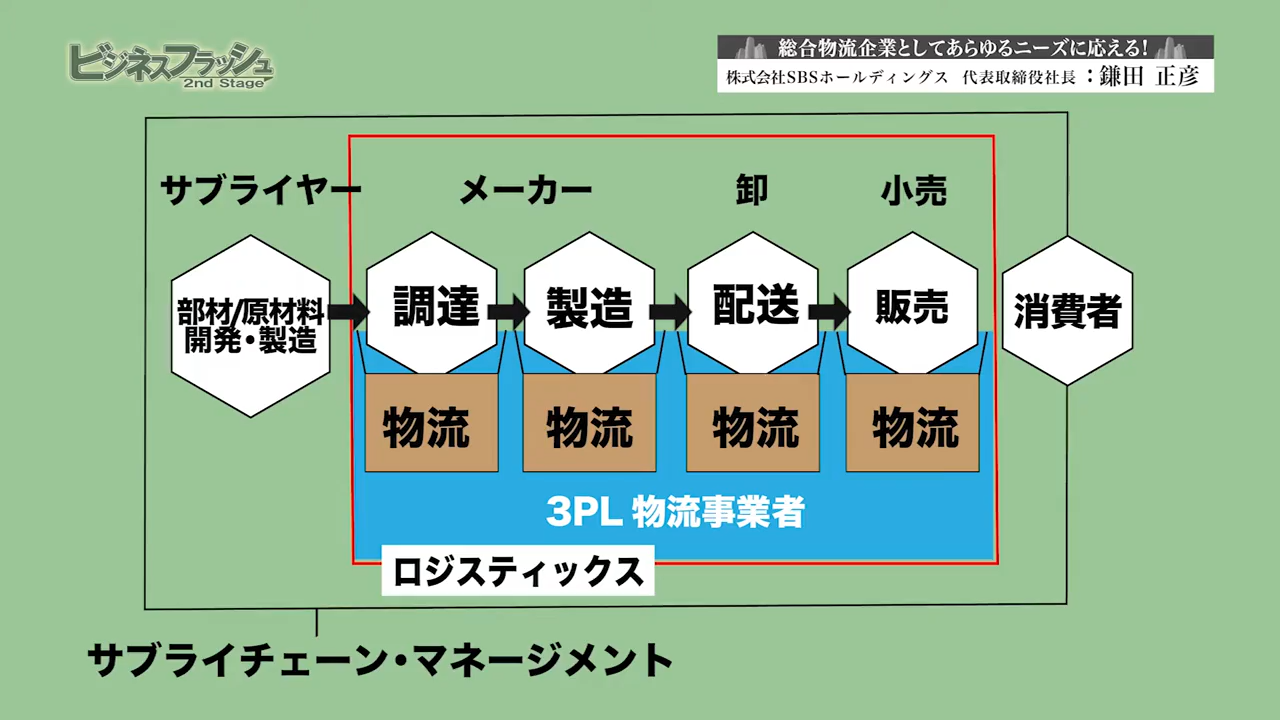 ビジネスフラッシュ
2nd Stage
総合物流企業としてあらゆるニーズに応える!
株式会社SBSホールディングス 代表取締役社長:鎌田 正彦
サブライヤー メーカー 卸 小売
部材/原材料
開発・製造
調達 製造 配送 販売 消費者
物流 物流 物流 物流
3PL 物流事業者
ロジスティックス
サブライチェーン・マネージメント